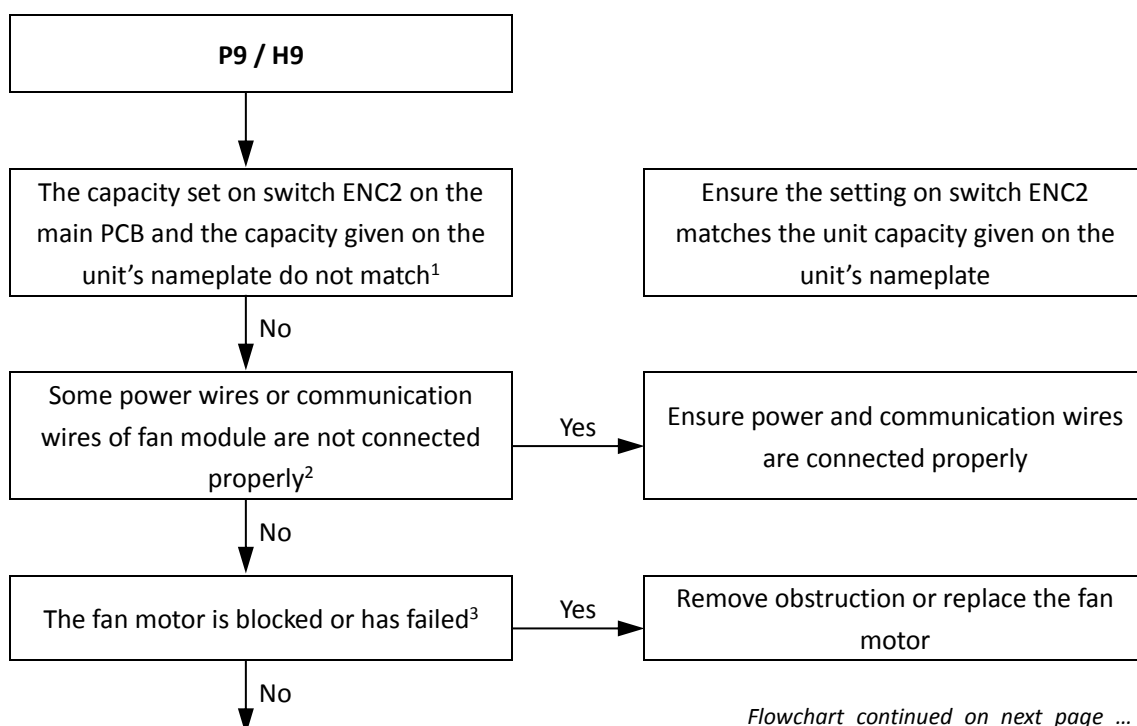 P9 / H9
The capacity set on switch ENC2 on the
main PCB and the capacity given on the
unit’s nameplate do not match¹
Ensure the setting on switch ENC2
matches the unit capacity given on the
unit’s nameplate
No
Some power wires or communication
wires of fan module are not connected
properly²
Yes
Ensure power and communication wires
are connected properly
No
The fan motor is blocked or has failed³
Yes
Remove obstruction or replace the fan
motor
No
Flowchart continued on next page …